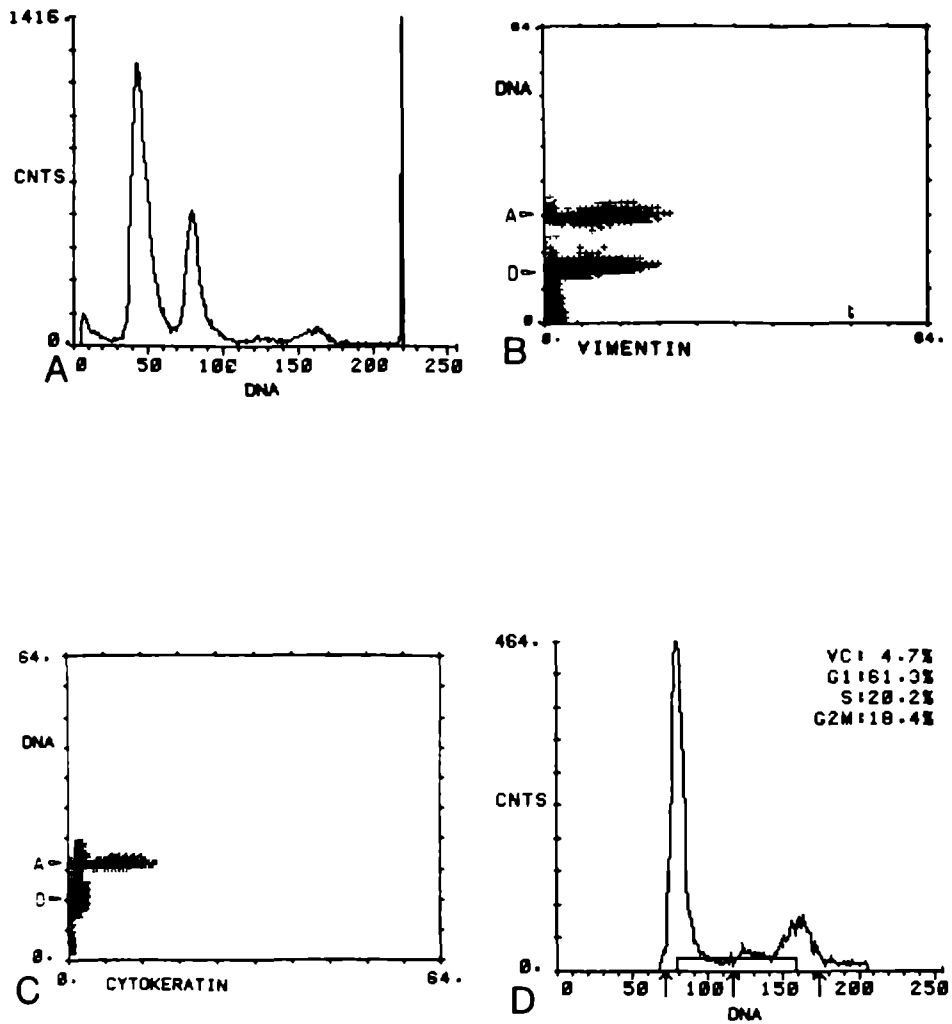 1416.
CNTS
0.
0 50 100 150 200 250
DNA
A
64.
DNA
A
D
0
0. 64.
VIMENTIN
B
64.
DNA
A
D
0.
0. 64.
CYTOKERATIN
C
464.
CNTS
0.
VC: 4.7%
G1:61.3%
S:20.2%
G2M:18.4%
0 50 100 150 200 250
DNA
D